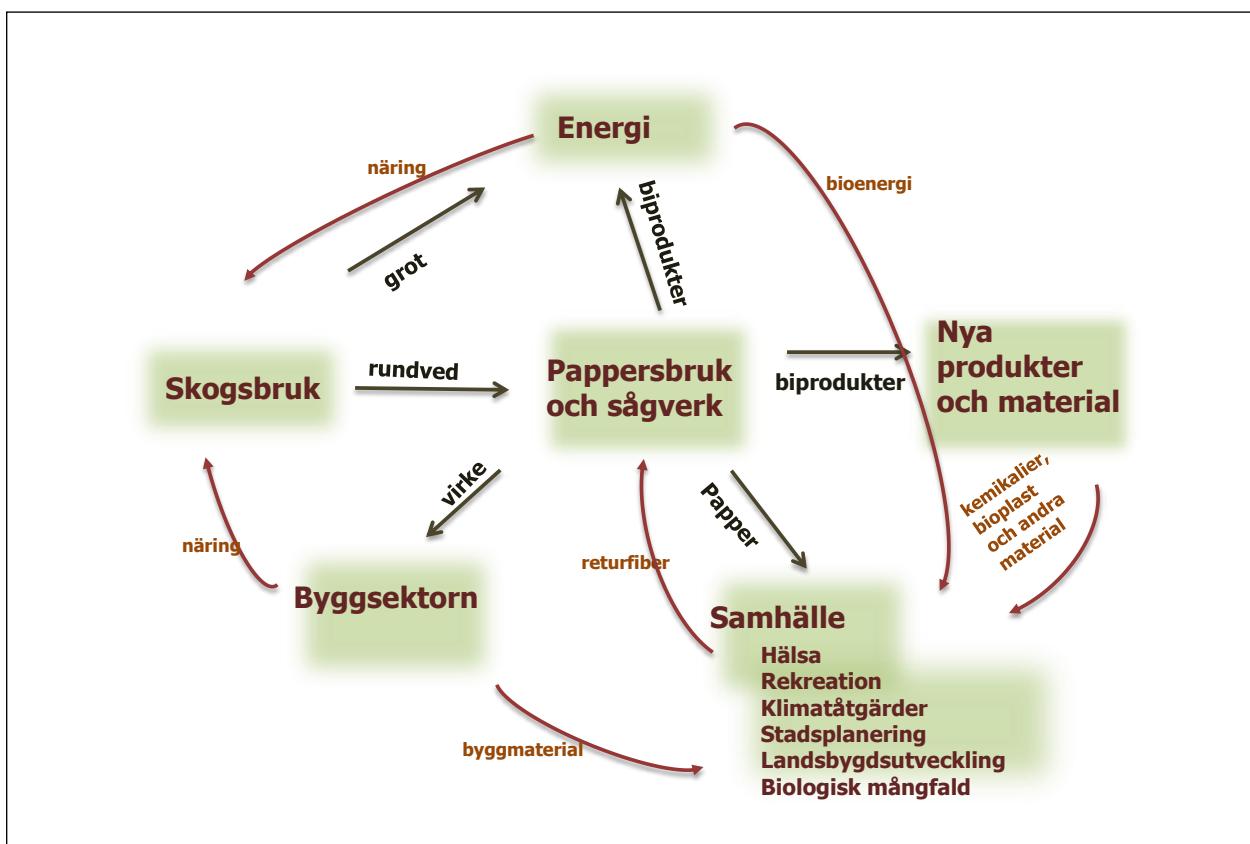 Energi
näring
bioenergi
biprodukter
grot
Nya
produkter
och material
rundved
Pappersbruk
och sågverk
Skogsbruk
biprodukter
virke
Papper
kemikalier,
bioplast
och andra
material
näring
returfiber
Byggsektorn
Samhälle
Hälsa
Rekreation
Klimatåtgärder
Stadsplanering
Landsbygdsutveckling
Biologisk mångfald
byggmaterial